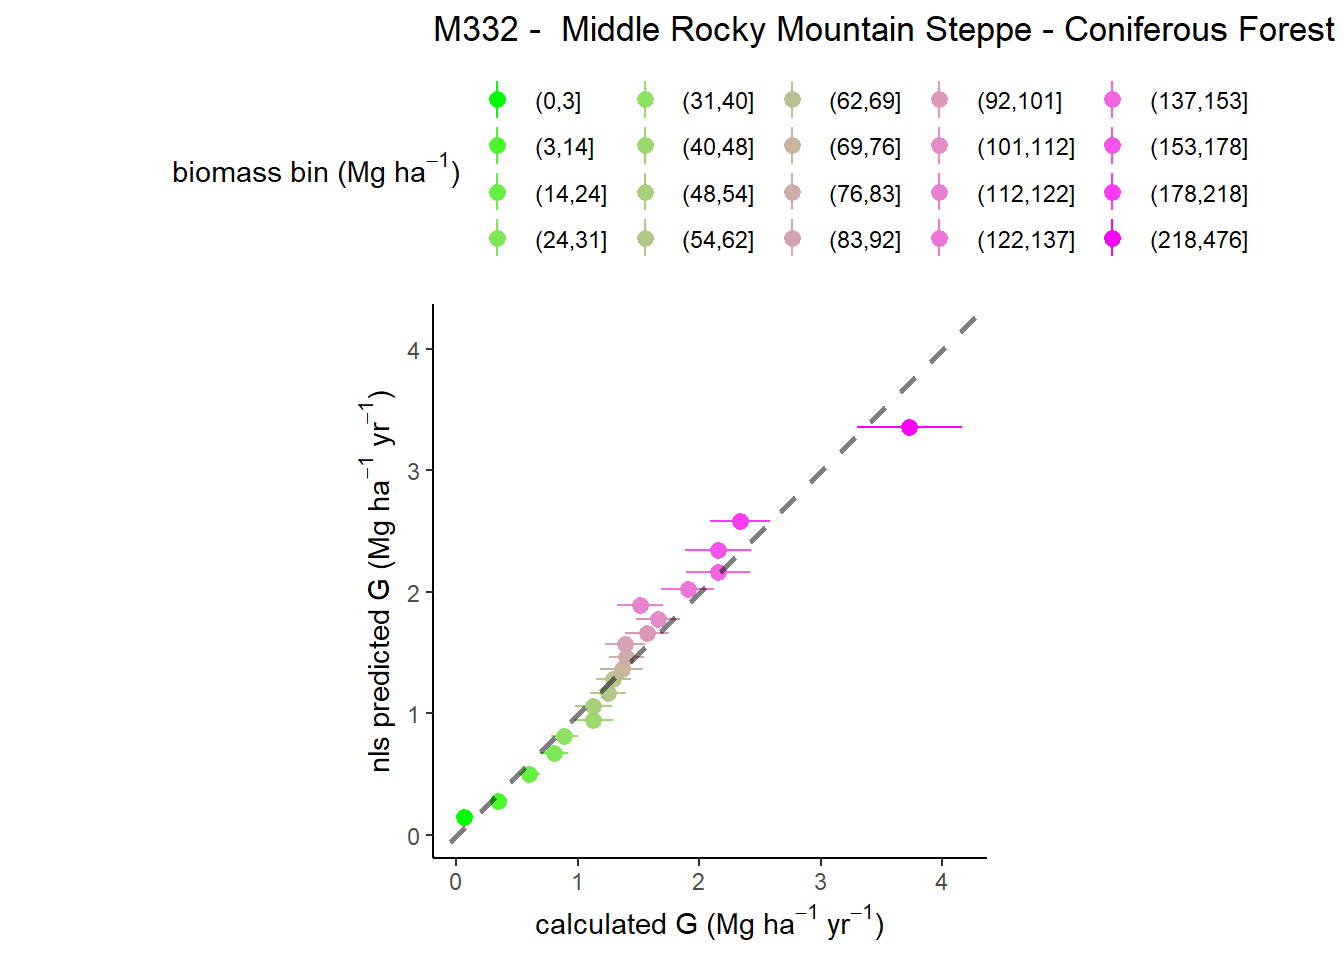 M332 -  Middle Rocky Mountain Steppe - Coniferous Forest
biomass bin (Mg ha⁻¹)
(0,3] (31,40] (62,69] (92,101] (137,153]
(3,14] (40,48] (69,76] (101,112] (153,178]
(14,24] (48,54] (76,83] (112,122] (178,218]
(24,31] (54,62] (83,92] (122,137] (218,476]
nls predicted G (Mg ha⁻¹ yr⁻¹)
4
3
2
1
0
0 1 2 3 4
calculated G (Mg ha⁻¹ yr⁻¹)